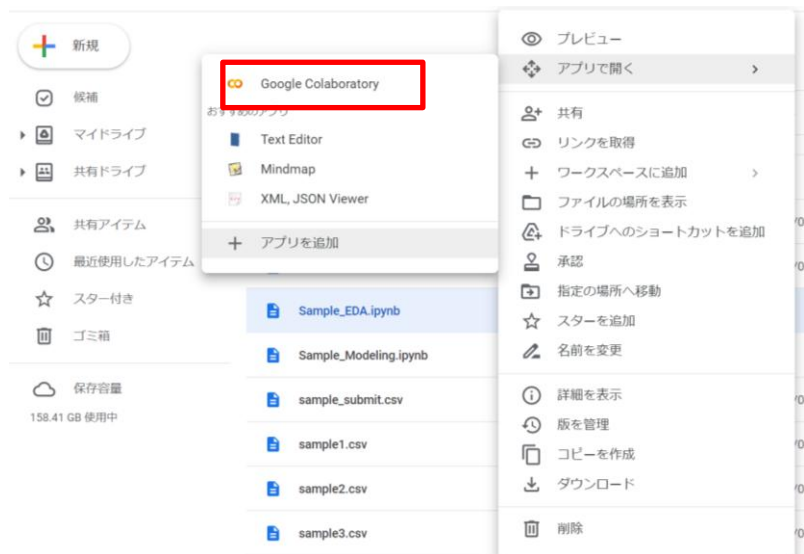 新規
候補
マイドライブ
共有ドライブ
共有アイテム
最近使用したアイテム
スター付き
ゴミ箱
保存容量
158.41 GB 使用中
Google Colaboratory
おすすめのアプリ
Text Editor
Mindmap
XML, JSON Viewer
アプリを追加
Sample_EDA.ipynb
Sample_Modeling.ipynb
sample_submit.csv
sample1.csv
sample2.csv
sample3.csv
プレビュー
アプリで開く
共有
リンクを取得
ワークスペースに追加
ファイルの場所を表示
ドライブへのショートカットを追加
承認
指定の場所へ移動
スターを追加
名前を変更
詳細を表示
版を管理
コピーを作成
ダウンロード
削除